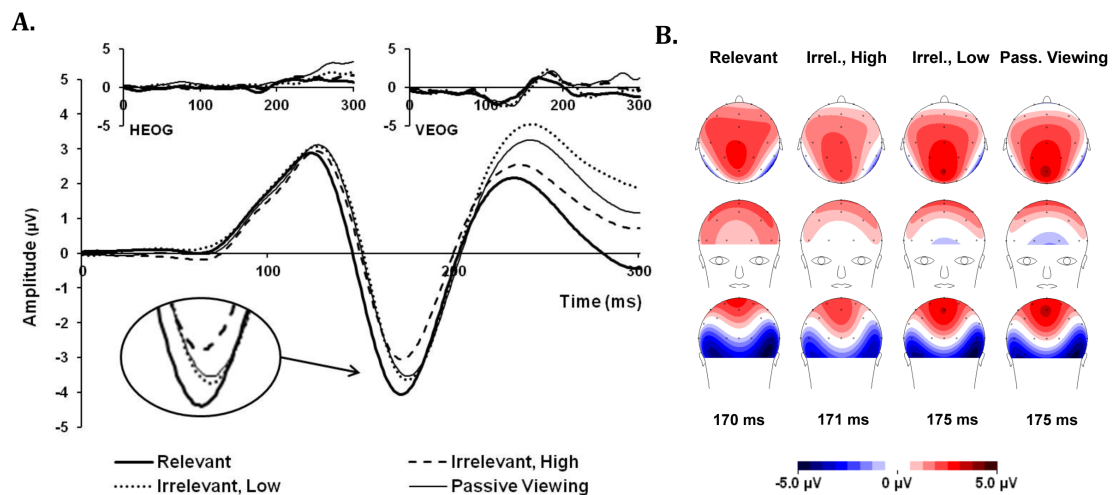 A.
5
0
-5
0
100
200
300
HEOG
5
0
-5
0
100
200
300
VEOG
5
4
3
2
1
0
-1
-2
-3
-4
-5
Amplitude (µV)
0
100
200
300
Time (ms)
Relevant
Irrelevant, High
Irrelevant, Low
Passive Viewing
B.
Relevant Irrel., High Irrel., Low Pass. Viewing
170 ms 171 ms 175 ms 175 ms
-5.0 µV 0 µV 5.0 µV